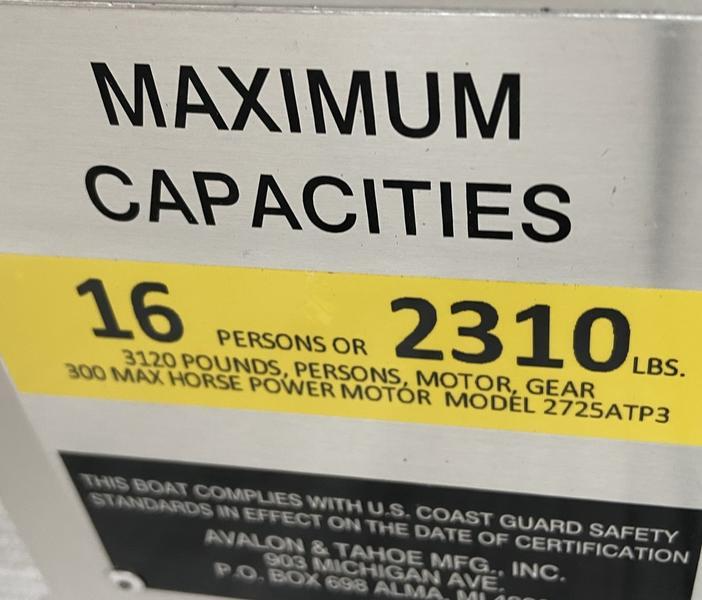 MAXIMUM
CAPACITIES
16 PERSONS OR 2310 LBS.
3120 POUNDS, PERSONS, MOTOR, GEAR
300 MAX HORSE POWER MOTOR MODEL 2725ATP3
THIS BOAT COMPLIES WITH U.S. COAST GUARD SAFETY
STANDARDS IN EFFECT ON THE DATE OF CERTIFICATION
AVALON & TAHOE MFG., INC.
903 MICHIGAN AVE.
P.O. BOX 698 ALMA, MI